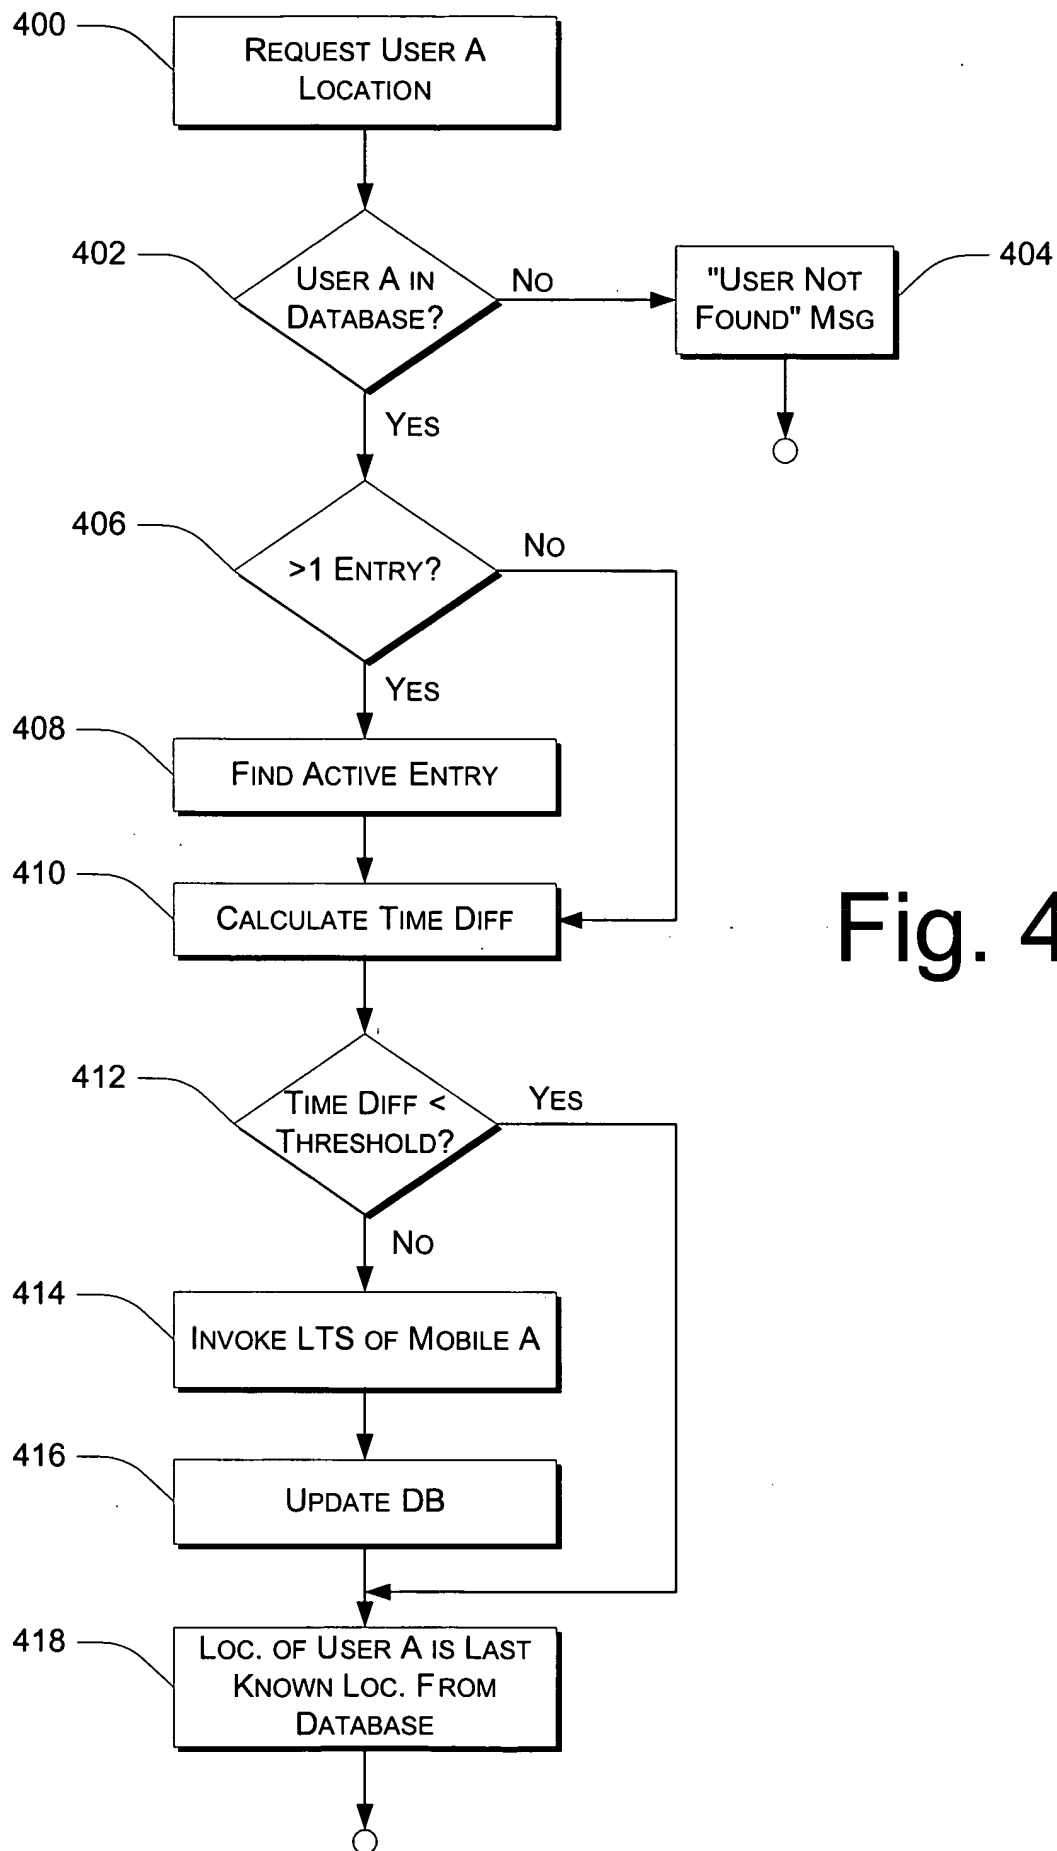 400
REQUEST USER A
LOCATION
402
USER A IN
DATABASE?
NO
"USER NOT
FOUND" MSG
404
YES
406
>1 ENTRY?
NO
YES
408
FIND ACTIVE ENTRY
410
CALCULATE TIME DIFF
Fig. 4
412
TIME DIFF <
THRESHOLD?
YES
NO
414
INVOKE LTS OF MOBILE A
416
UPDATE DB
418
LOC. OF USER A IS LAST
KNOWN LOC. FROM
DATABASE